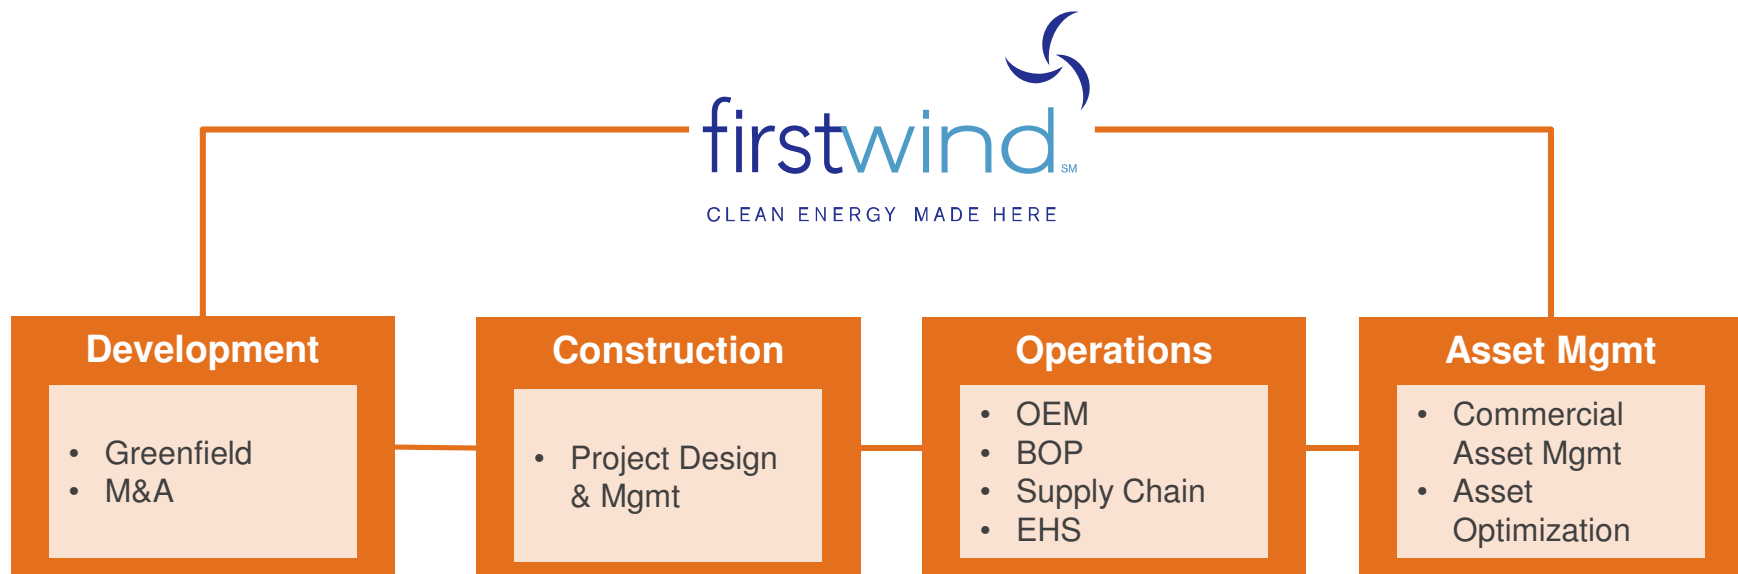 firstwind
SM
CLEAN ENERGY MADE HERE
Development
• Greenfield
• M&A
Construction
• Project Design
& Mgmt
Operations
• OEM
• BOP
• Supply Chain
• EHS
Asset Mgmt
• Commercial
Asset Mgmt
• Asset
Optimization